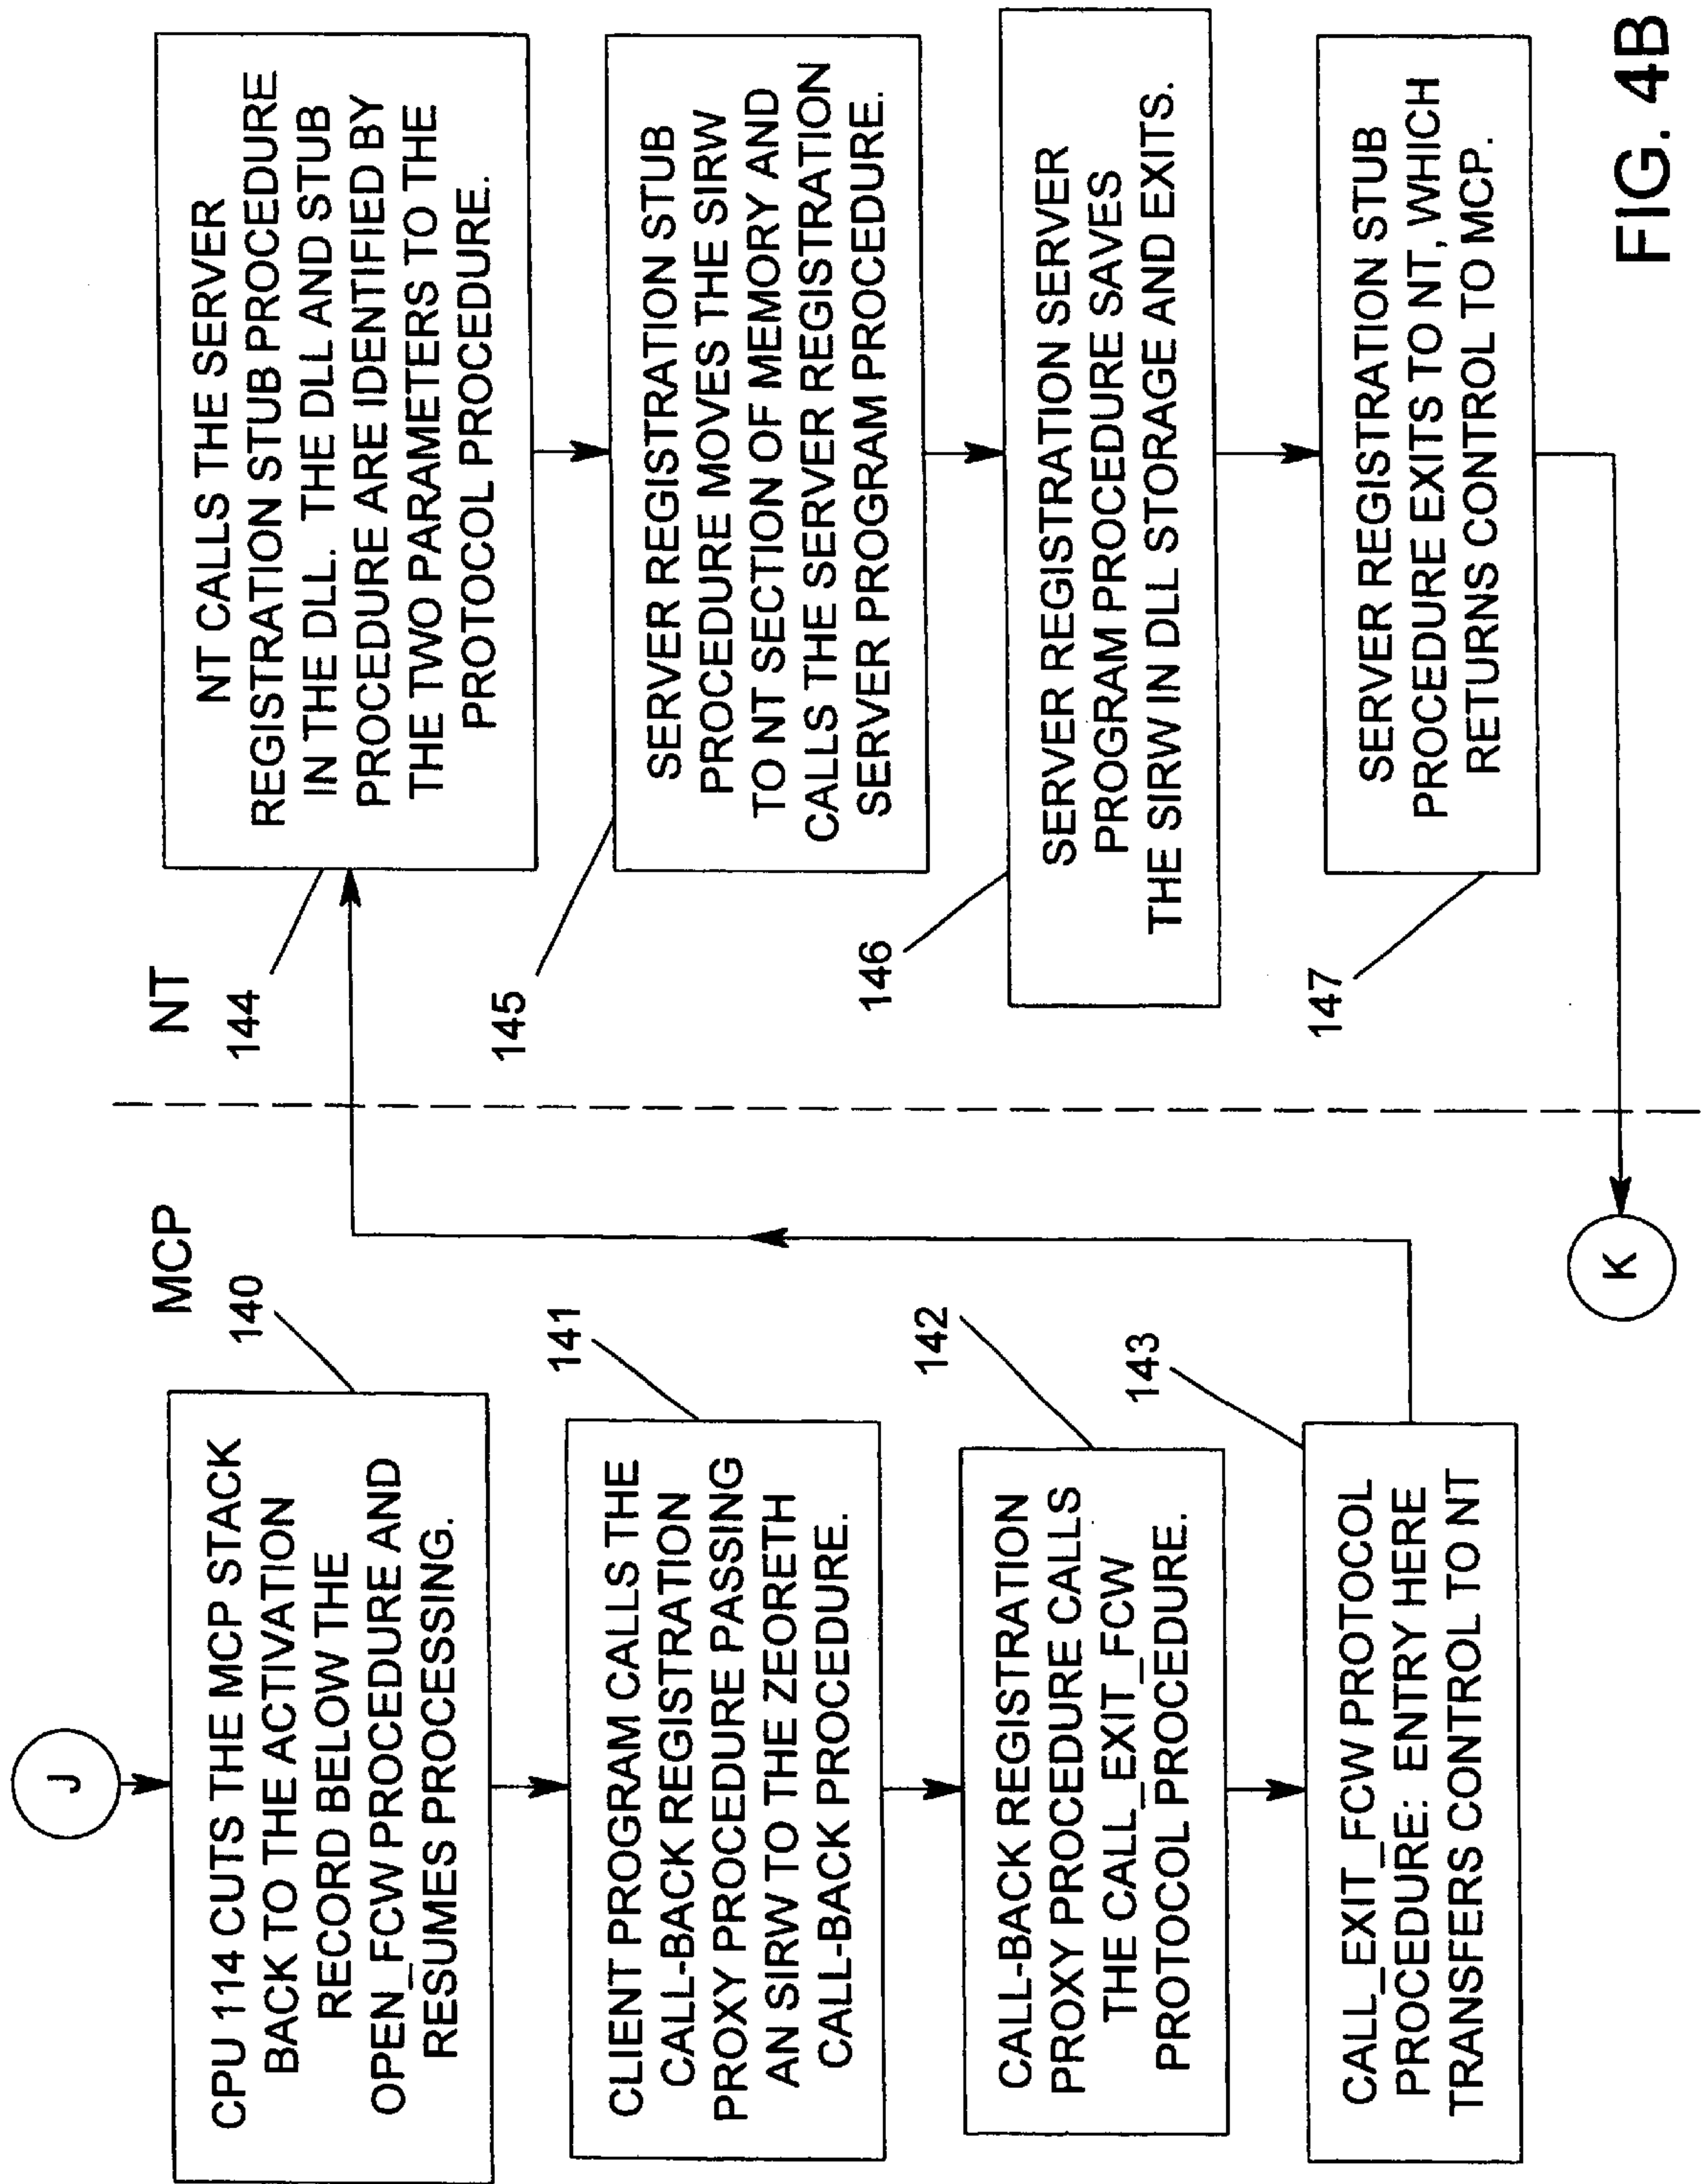 J
MCP
140
CPU 114 CUTS THE MCP STACK
BACK TO THE ACTIVATION
RECORD BELOW THE
OPEN_FCW PROCEDURE AND
RESUMES PROCESSING.
141
CLIENT PROGRAM CALLS THE
CALL-BACK REGISTRATION
PROXY PROCEDURE PASSING
AN SIRW TO THE ZEORETH
CALL-BACK PROCEDURE.
142
CALL-BACK REGISTRATION
PROXY PROCEDURE CALLS
THE CALL_EXIT_FCW
PROTOCOL PROCEDURE.
143
CALL_EXIT_FCW PROTOCOL
PROCEDURE: ENTRY HERE
TRANSFERS CONTROL TO NT
NT
144
NT CALLS THE SERVER
REGISTRATION STUB PROCEDURE
IN THE DLL. THE DLL AND STUB
PROCEDURE ARE IDENTIFIED BY
THE TWO PARAMETERS TO THE
PROTOCOL PROCEDURE.
145
SERVER REGISTRATION STUB
PROCEDURE MOVES THE SIRW
TO NT SECTION OF MEMORY AND
CALLS THE SERVER REGISTRATION
SERVER PROGRAM PROCEDURE.
146
SERVER REGISTRATION SERVER
PROGRAM PROCEDURE SAVES
THE SIRW IN DLL STORAGE AND EXITS.
147
SERVER REGISTRATION STUB
PROCEDURE EXITS TO NT, WHICH
RETURNS CONTROL TO MCP.
K
FIG. 4B